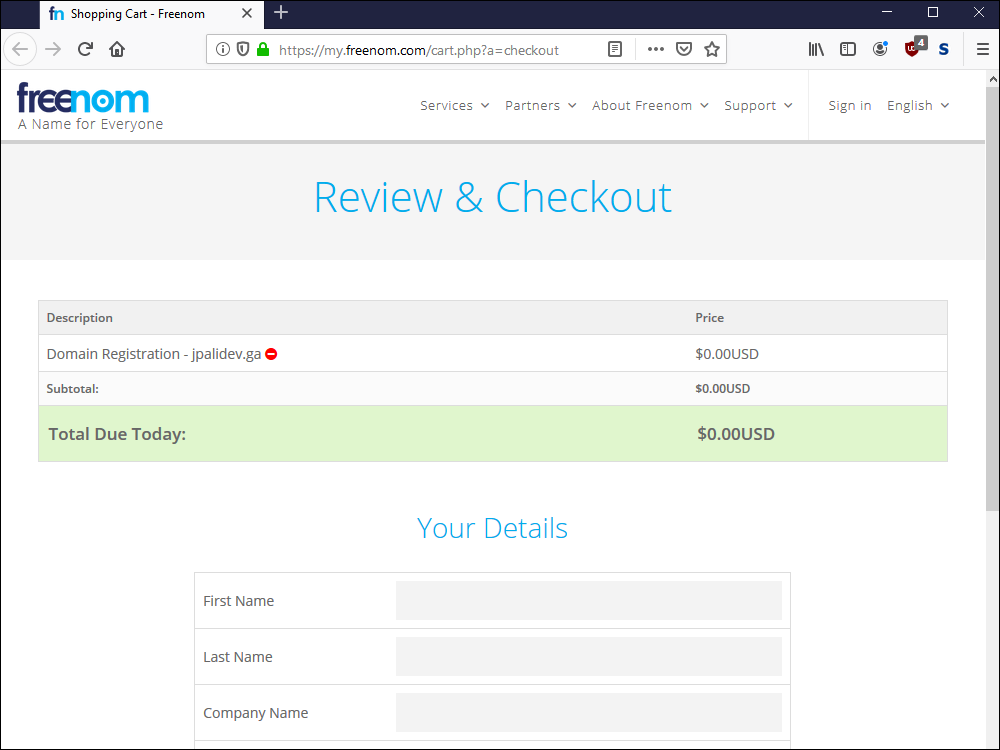 Shopping Cart - Freenom
https://my.freenom.com/cart.php?a=checkout
4
S
freenom
A Name for Everyone
Services Partners About Freenom Support Sign in English
Review & Checkout
Description Price
Domain Registration - jpalidev.ga $0.00USD
Subtotal: $0.00USD
Total Due Today: $0.00USD
Your Details
First Name
Last Name
Company Name